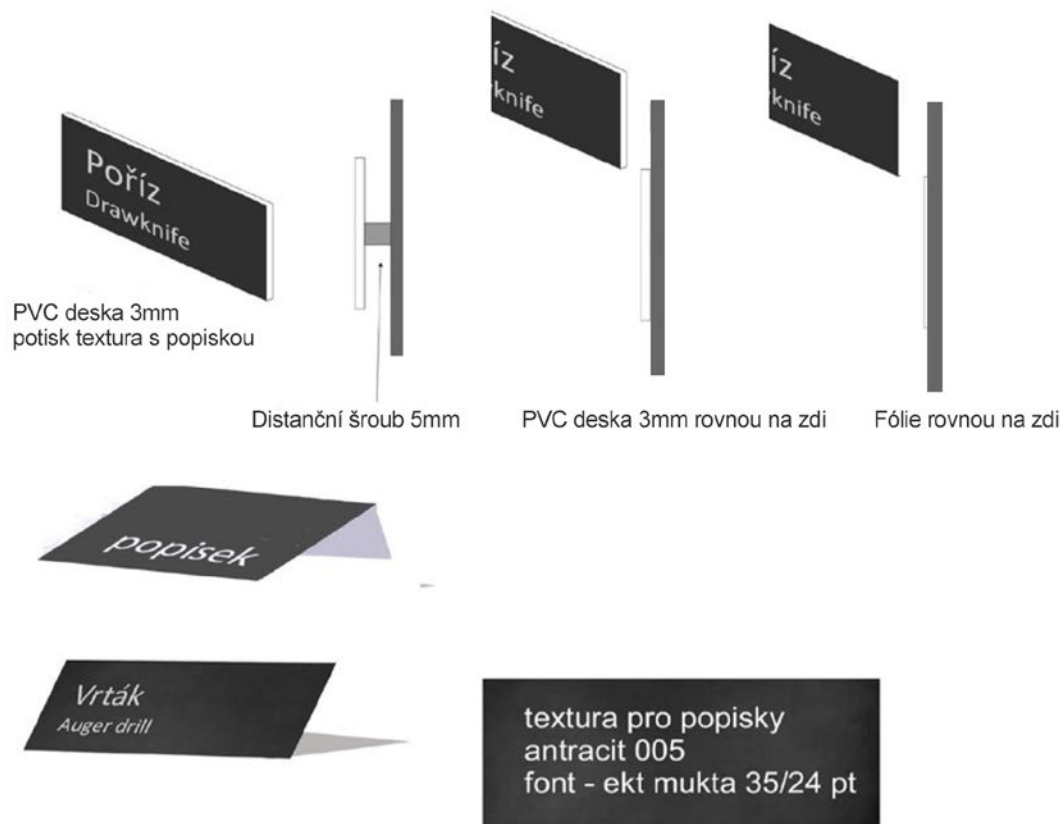 Poříz
Drawknife
PVC deska 3mm
potisk textura s popiskou
Distanční šroub 5mm
íz
knife
PVC deska 3mm rovnou na zdi
íz
knife
Fólie rovnou na zdi
popisek
Vrták
Auger drill
textura pro popisky
antracit 005
font - ekt mukta 35/24 pt